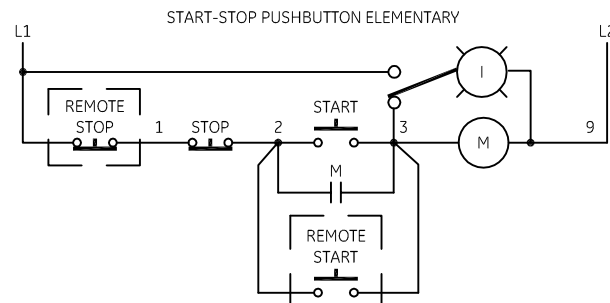 START-STOP PUSHBUTTON ELEMENTARY
L1
L2
I
REMOTE
STOP
1
STOP
2
START
3
M
9
M
REMOTE
START